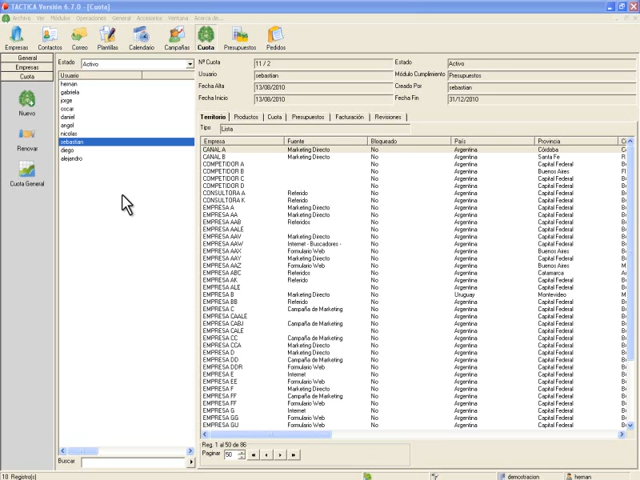 TACTICA Versión 6.7.0 - [Cuota]
Archivo Ver Módulo Operaciones General Accesorios Ventana Acerca de...
Empresas Contactos Correo Plantillas Calendario Campañas Cuota Presupuestos Pedidos
General
Empresas
Cuota
Nuevo
Renovar
Cuota General
Estado Activo
Usuario
hernan
gabriela
jorge
oscar
daniel
angel
nicolas
sebastian
diego
alejandro
Buscar
Nº Cuota 11 / 2 Estado Activo
Usuario sebastian Módulo Cumplimiento Presupuestos
Fecha Alta 13/08/2010 Creada Por sebastian
Fecha Inicio 13/08/2010 Fecha Fin 31/12/2010
Territorio Productos Cuota Presupuestos Facturación Revisiones
Tipo Lista
Empresa Fuente Bloqueado País Provincia
CANAL A Marketing Directo No Argentina Córdoba
CANAL B Marketing Directo No Argentina Santa Fe
COMPETIDOR A No Argentina Capital Federal
COMPETIDOR B No Argentina Buenos Aires
COMPETIDOR C No Argentina Capital Federal
COMPETIDOR D No Argentina Capital Federal
CONSULTORA A Referido No Argentina Capital Federal
CONSULTORA K Referido No Argentina Capital Federal
EMPRESA A Marketing Directo No Argentina Capital Federal
EMPRESA AA Marketing Directo No Argentina Capital Federal
EMPRESA AAB Referidos No Argentina Capital Federal
EMPRESA AALE No Argentina Capital Federal
EMPRESA AAV Marketing Directo No Argentina Capital Federal
EMPRESA AAW Internet - Buscadores - No Argentina Capital Federal
EMPRESA AAX Formulario Web No Argentina Buenos Aires
EMPRESA AAY Marketing Directo No Argentina Capital Federal
EMPRESA AAZ Formulario Web No Argentina Capital Federal
EMPRESA ABC Referidos No Argentina Catamarca
EMPRESA AK Referido No Argentina Capital Federal
EMPRESA ALE No Argentina Capital Federal
EMPRESA B Marketing Directo No Uruguay Montevideo
EMPRESA BB Marketing Directo No Argentina Capital Federal
EMPRESA C Campaña de Marketing No Argentina Capital Federal
EMPRESA CAALE No Argentina Capital Federal
EMPRESA CABJ Campaña de Marketing No Argentina Capital Federal
EMPRESA CALE No Argentina Capital Federal
EMPRESA CC Campaña de Marketing No Argentina Capital Federal
EMPRESA CCA Marketing Directo No Argentina Capital Federal
EMPRESA D Marketing Directo No Argentina Capital Federal
EMPRESA DD Campaña de Marketing No Argentina Capital Federal
EMPRESA DDR Formulario Web No Argentina Capital Federal
EMPRESA E Internet No Argentina Capital Federal
EMPRESA EE Formulario Web No Argentina Capital Federal
EMPRESA F Marketing Directo No Argentina Capital Federal
EMPRESA FF Campaña de Marketing No Argentina Capital Federal
EMPRESA G Internet No Argentina Capital Federal
EMPRESA GG Formulario Web No Argentina Capital Federal
EMPRESA GU Marketing Directo No Argentina Capital Federal
Reg. 1 al 50 de 86
Paginar 50
10 Registro(s) demostracion hernan